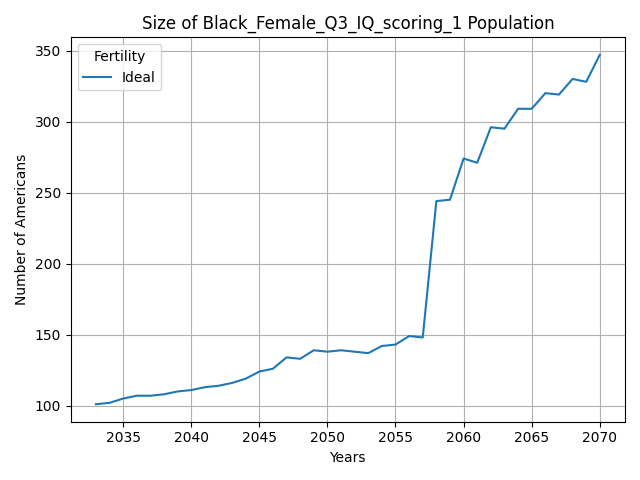 Size of Black_Female_Q3_IQ_scoring_1 Population
Fertility
Ideal
Number of Americans
350
300
250
200
150
100
2035 2040 2045 2050 2055 2060 2065 2070
Years